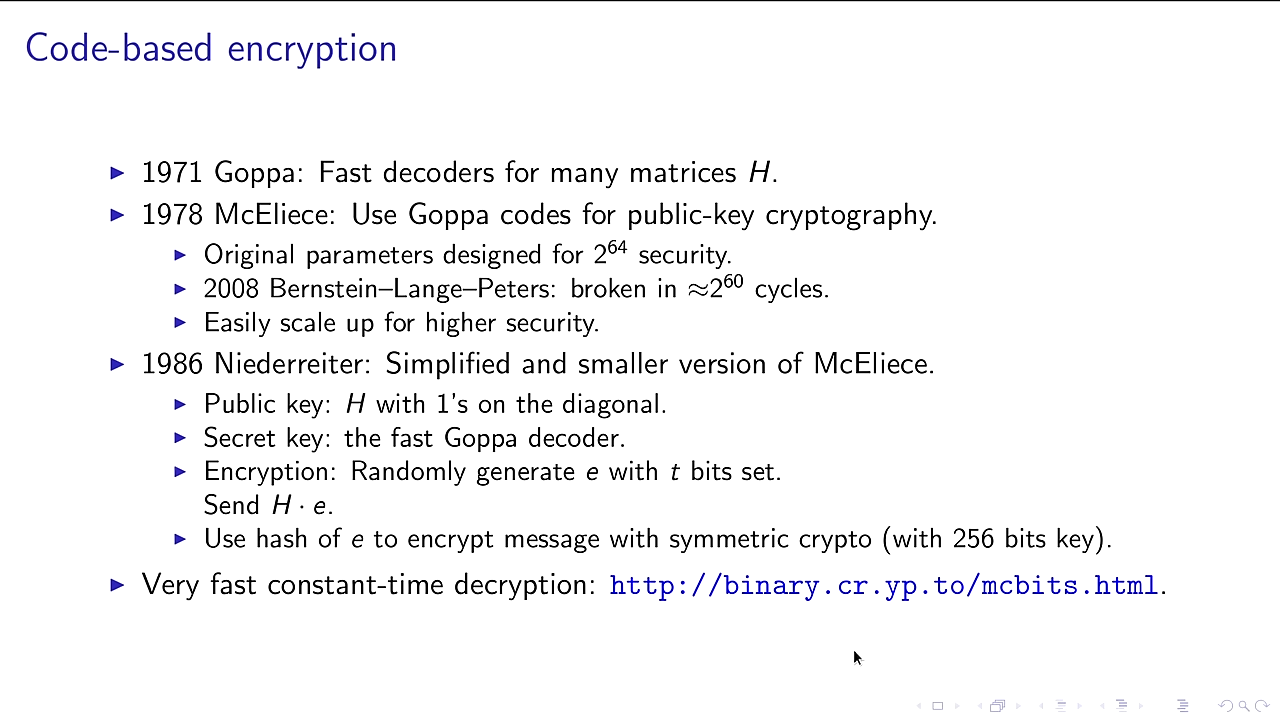 Code-based encryption
▶ 1971 Goppa: Fast decoders for many matrices H.
▶ 1978 McEliece: Use Goppa codes for public-key cryptography.
▶ Original parameters designed for 2⁶⁴ security.
▶ 2008 Bernstein–Lange–Peters: broken in ≈2⁶⁰ cycles.
▶ Easily scale up for higher security.
▶ 1986 Niederreiter: Simplified and smaller version of McEliece.
▶ Public key: H with 1's on the diagonal.
▶ Secret key: the fast Goppa decoder.
▶ Encryption: Randomly generate e with t bits set.
Send H · e.
▶ Use hash of e to encrypt message with symmetric crypto (with 256 bits key).
▶ Very fast constant-time decryption: http://binary.cr.yp.to/mcbits.html.